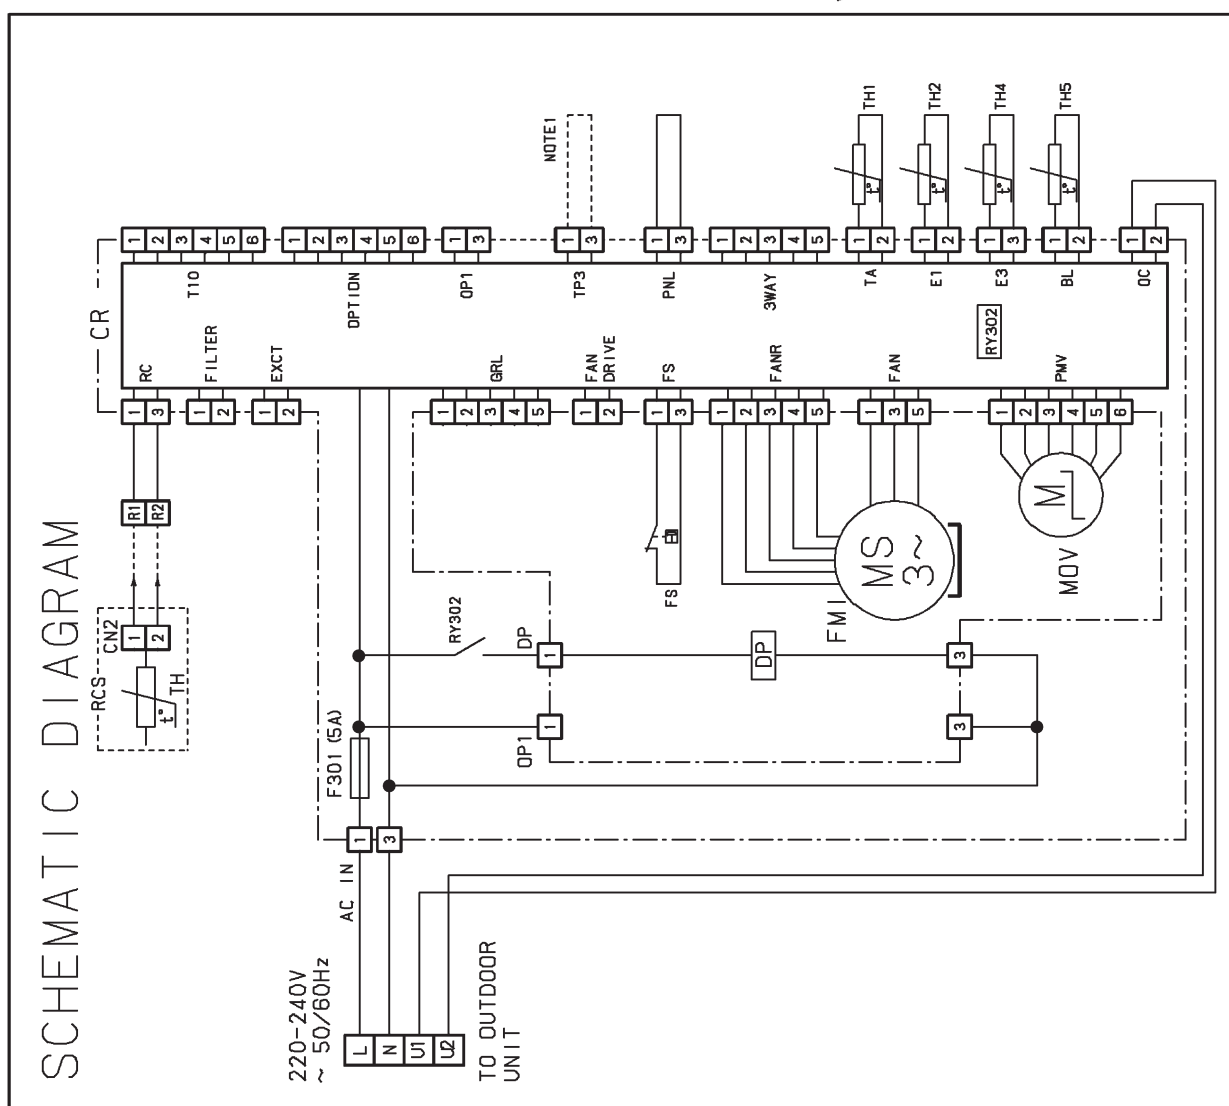 SCHEMATIC DIAGRAM
RCS
CN2
1
2
t°
TH
R1
R2
CR
1
3
RC
1
2
FILTER
1
2
EXCT
1
2
3
4
5
6
T10
1
2
3
4
5
6
OPTION
1
3
OP1
NOTE1
1
3
TP3
1
3
PNL
1
2
3
4
5
3WAY
1
2
TA
t°
TH1
1
2
E1
t°
TH2
1
3
E3
t°
TH4
1
2
BL
t°
TH5
1
2
OC
RY302
1
2
3
4
5
GRL
1
2
FAN
DRIVE
1
3
FS
FS
1
2
3
4
5
FANR
1
3
5
FAN
MS
3~
FMI
1
2
3
4
5
6
PMV
M
MOV
220-240V
~ 50/60Hz
L
N
U1
U2
TO OUTDOOR
UNIT
AC IN
1
3
F301 (5A)
RY302
DP
1
DP
3
OP1
1
3